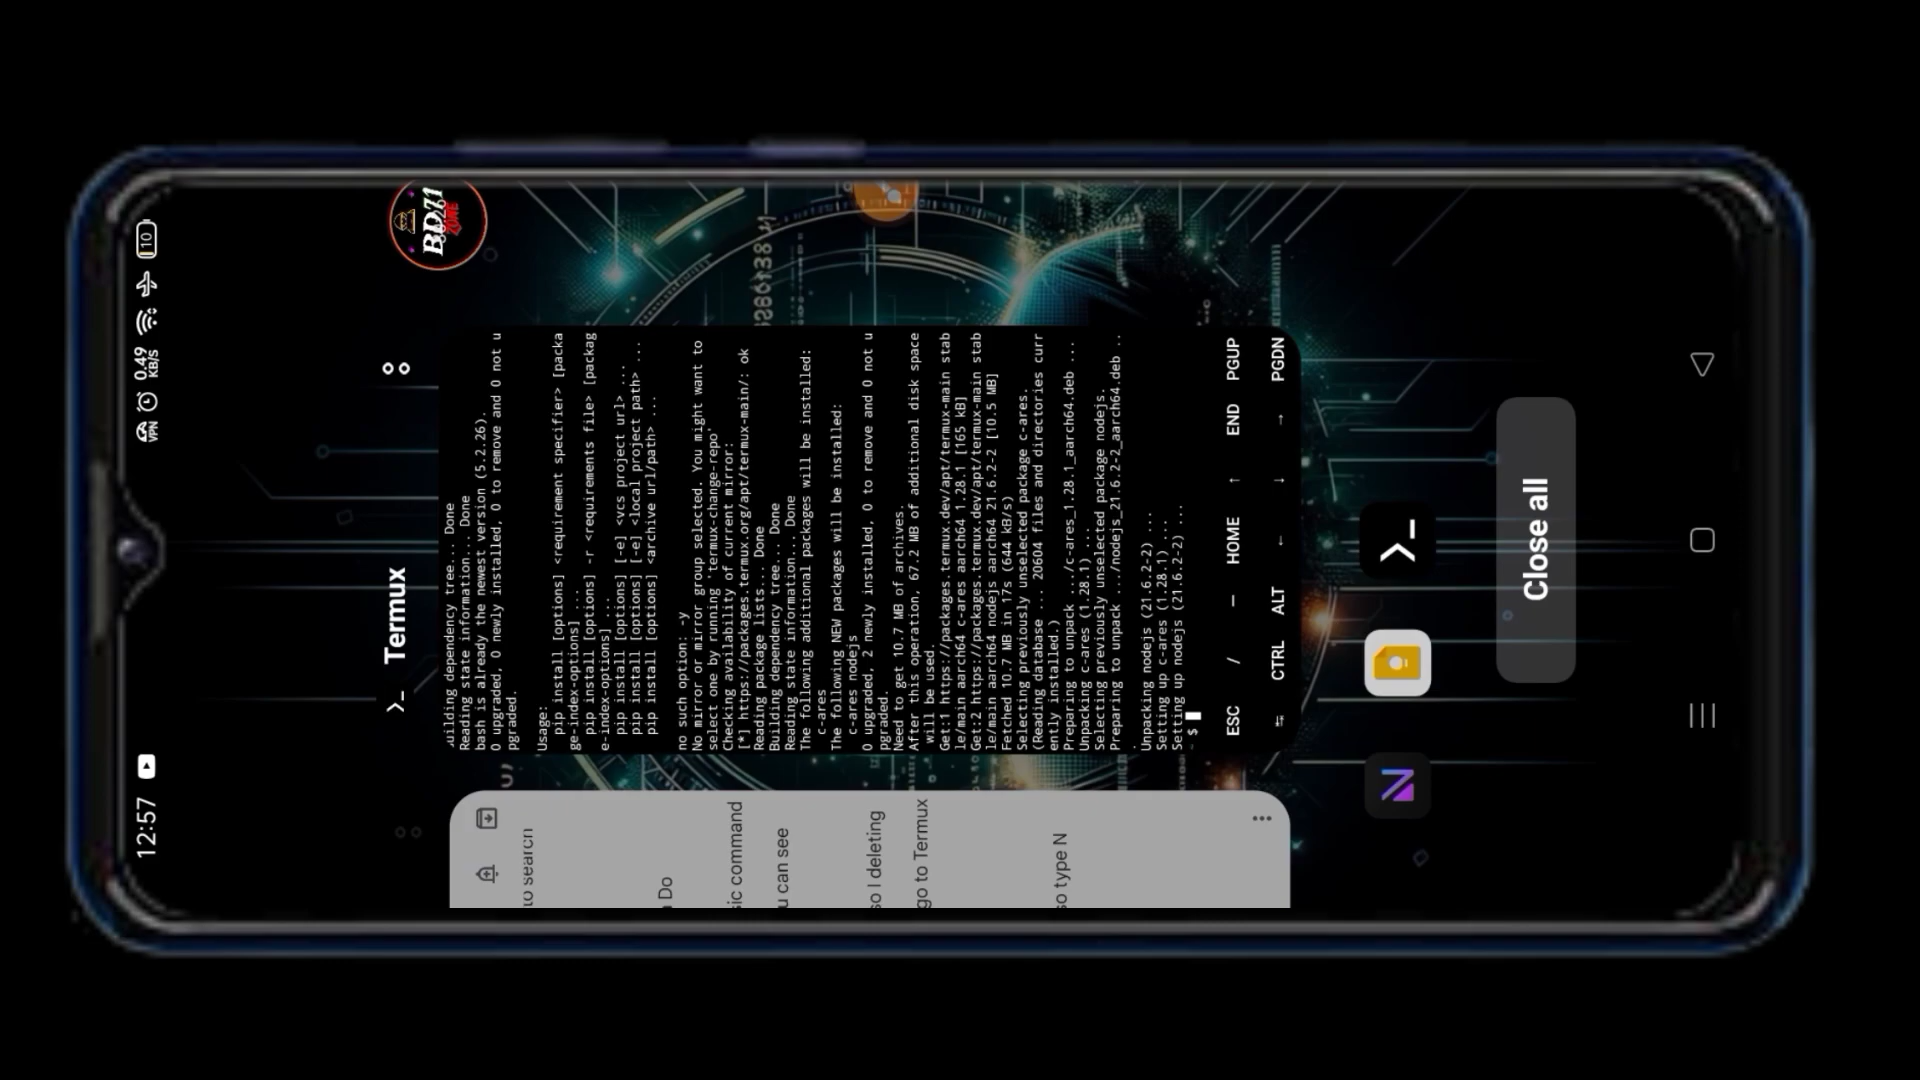 12:57
VPN
0.49
KB/S
10
BD71
ZONE
Termux
uilding dependency tree... Done
Reading state information... Done
bash is already the newest version (5.2.26).
0 upgraded, 0 newly installed, 0 to remove and 0 not u
pgraded.
Usage:
pip install [options] <requirement specifier> [packa
ge-index-options] ...
pip install [options] -r <requirements file> [packag
e-index-options] ...
pip install [options] [-e] <vcs project url> ...
pip install [options] [-e] <local project path> ...
pip install [options] <archive url/path> ...
no such option: -y
No mirror or mirror group selected. You might want to
select one by running 'termux-change-repo'
Checking availability of current mirror:
[*] https://packages.termux.org/apt/termux-main/: ok
Reading package lists... Done
Building dependency tree... Done
Reading state information... Done
The following additional packages will be installed:
c-ares
The following NEW packages will be installed:
c-ares nodejs
0 upgraded, 2 newly installed, 0 to remove and 0 not u
pgraded.
Need to get 10.7 MB of archives.
After this operation, 67.2 MB of additional disk space
will be used.
Get:1 https://packages.termux.dev/apt/termux-main stab
le/main aarch64 c-ares aarch64 1.28.1 [165 kB]
Get:2 https://packages.termux.dev/apt/termux-main stab
le/main aarch64 nodejs aarch64 21.6.2-2 [10.5 MB]
Fetched 10.7 MB in 17s (644 kB/s)
Selecting previously unselected package c-ares.
(Reading database ... 20604 files and directories curr
ently installed.)
Preparing to unpack .../c-ares_1.28.1_aarch64.deb ...
Unpacking c-ares (1.28.1) ...
Selecting previously unselected package nodejs.
Preparing to unpack .../nodejs_21.6.2-2_aarch64.deb ..
.
Unpacking nodejs (21.6.2-2) ...
Setting up c-ares (1.28.1) ...
Setting up nodejs (21.6.2-2) ...
~ $
ESC / — HOME ↑ END PGUP
⇆ CTRL ALT ← ↓ → PGDN
to search
Do
sic command
u can see
so I deleting
go to Termux
so type N
Close all